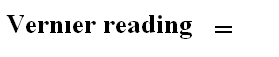 Vernier reading =